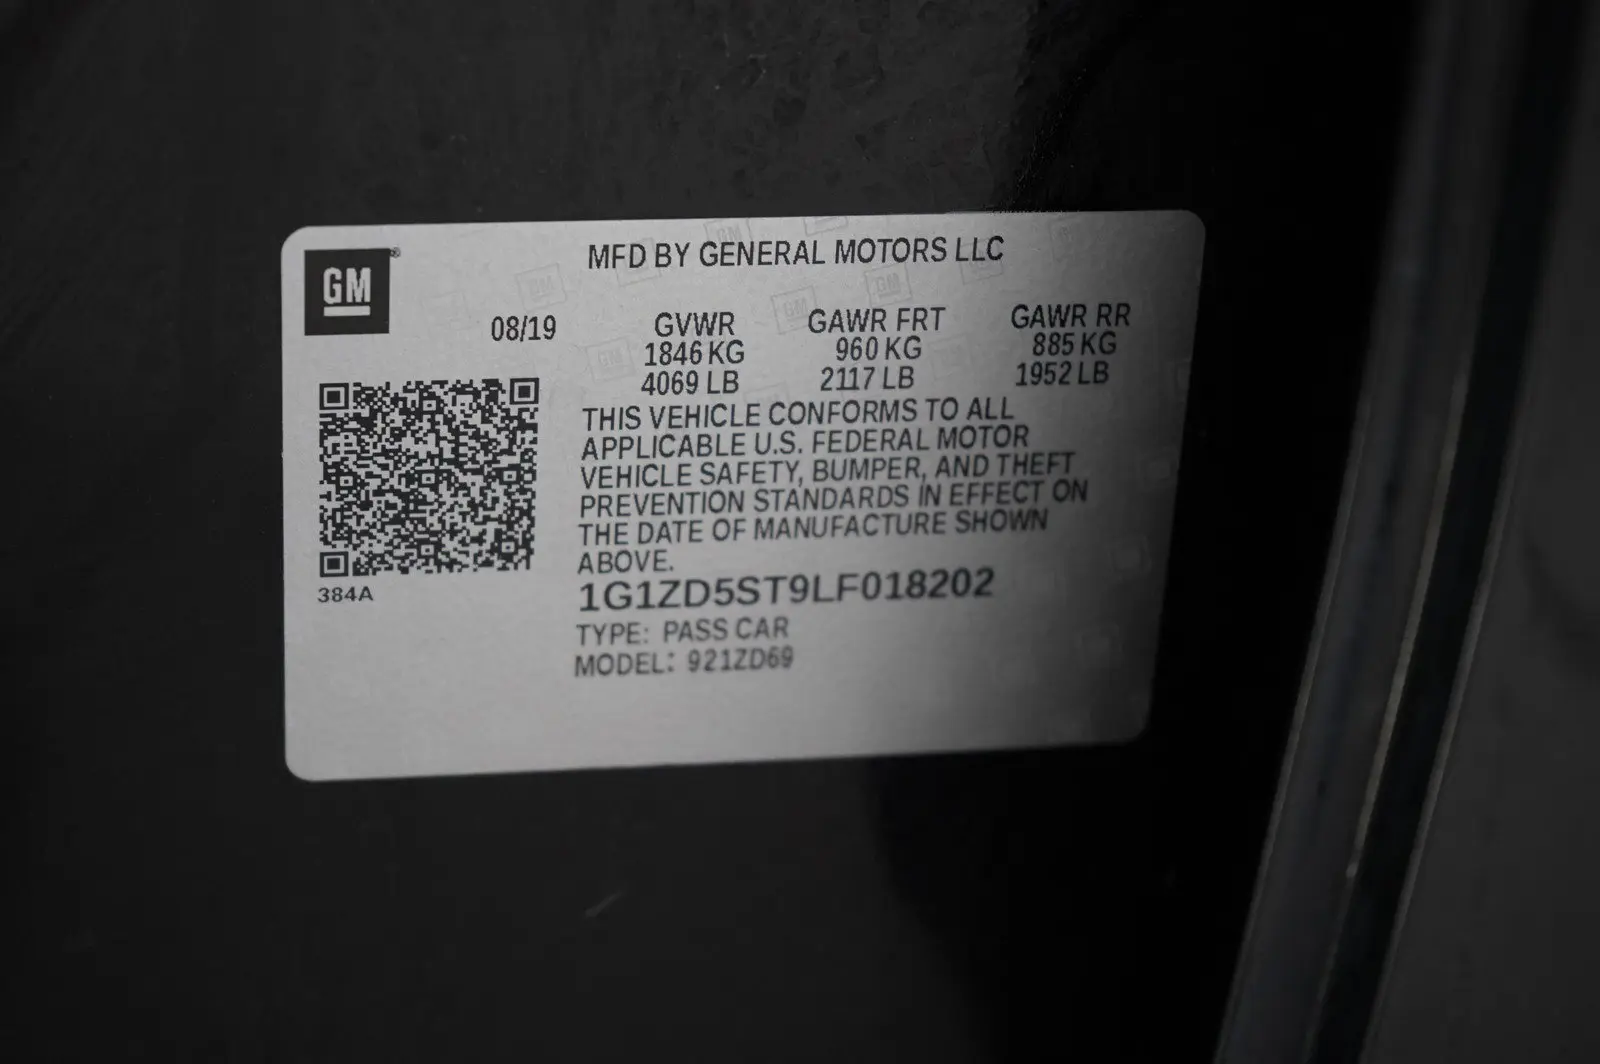 GM®
MFD BY GENERAL MOTORS LLC
08/19
GVWR GAWR FRT GAWR RR
1846 KG 960 KG 885 KG
4069 LB 2117 LB 1952 LB
THIS VEHICLE CONFORMS TO ALL
APPLICABLE U.S. FEDERAL MOTOR
VEHICLE SAFETY, BUMPER, AND THEFT
PREVENTION STANDARDS IN EFFECT ON
THE DATE OF MANUFACTURE SHOWN
ABOVE.
384A
1G1ZD5ST9LF018202
TYPE: PASS CAR
MODEL: 921ZD69